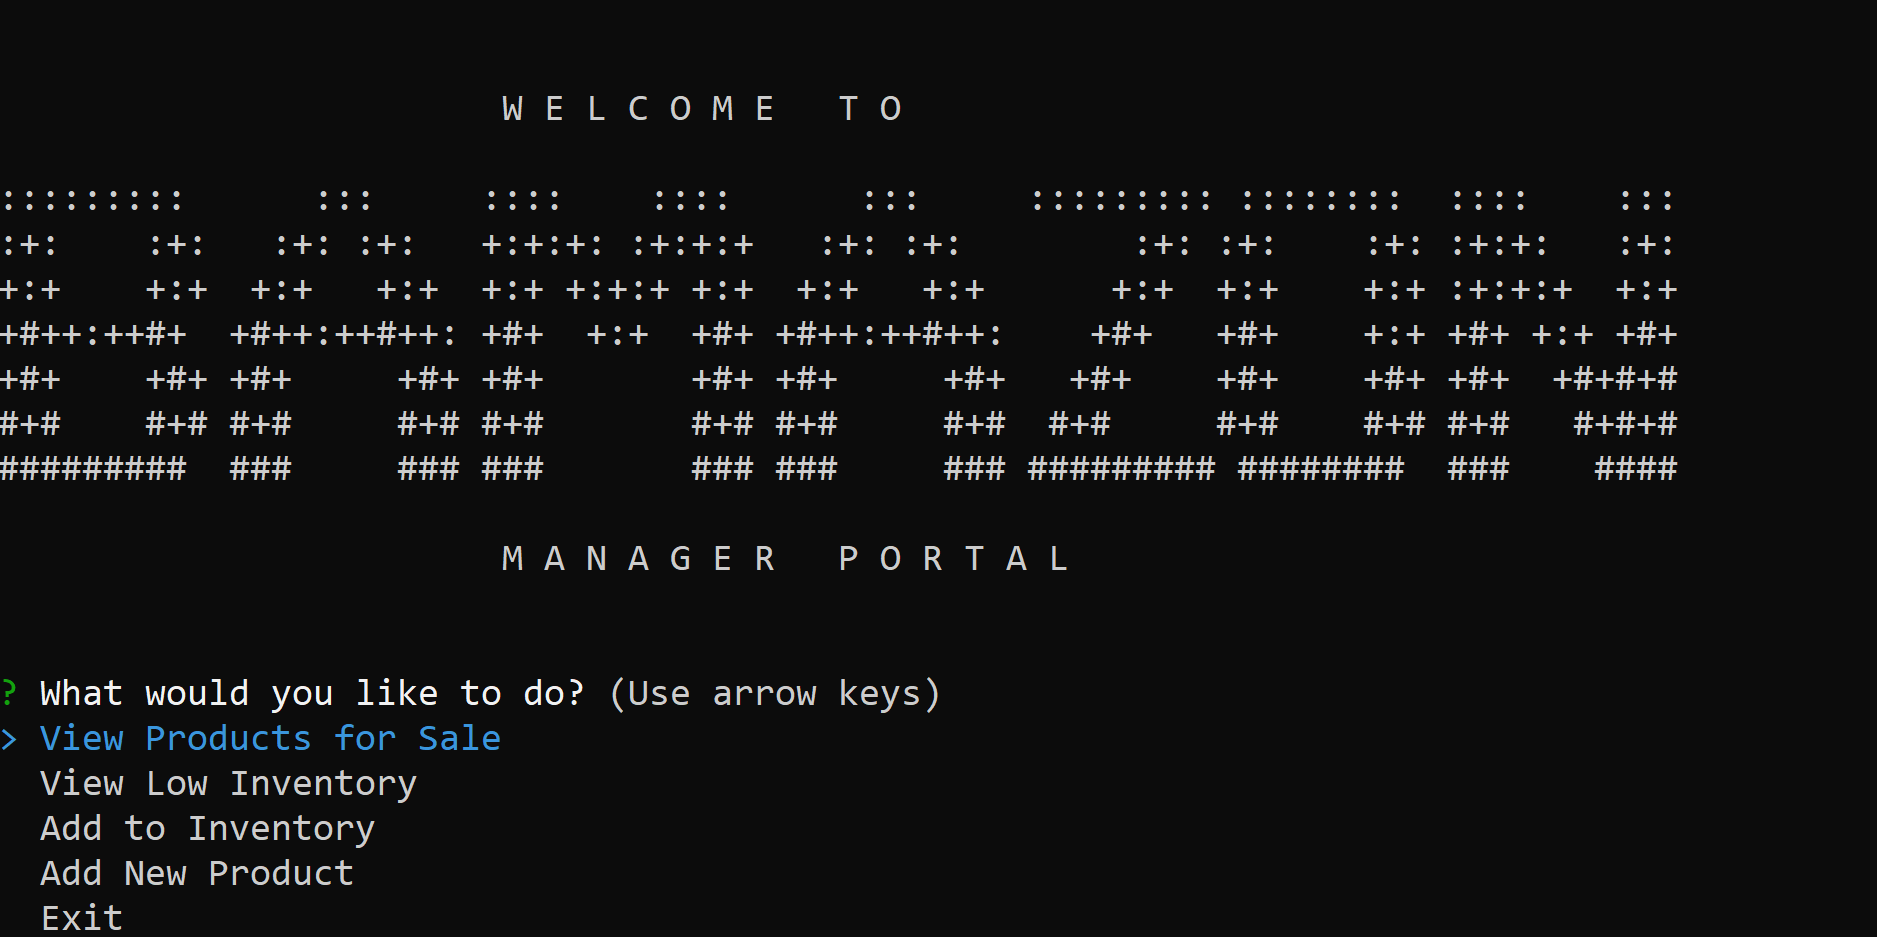 W E L C O M E   T O
BAMAZON
M A N A G E R   P O R T A L
? What would you like to do? (Use arrow keys)
> View Products for Sale
View Low Inventory
Add to Inventory
Add New Product
Exit